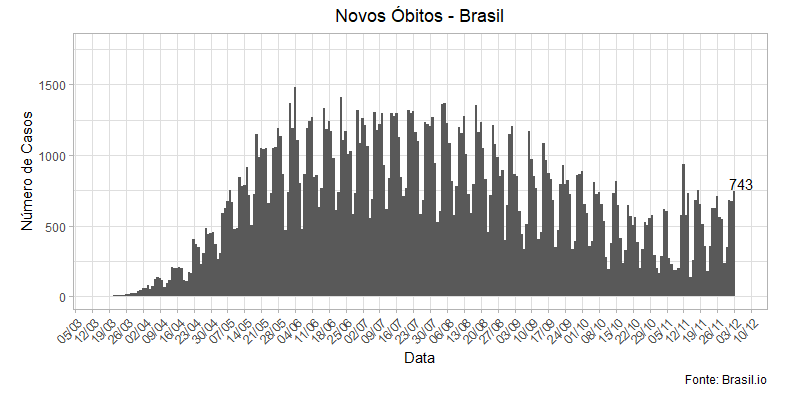 Novos Óbitos - Brasil
Número de Casos
1500
1000
500
0
743
05/03 12/03 19/03 26/03 02/04 09/04 16/04 23/04 30/04 07/05 14/05 21/05 28/05 04/06 11/06 18/06 25/06 02/07 09/07 16/07 23/07 30/07 06/08 13/08 20/08 27/08 03/09 10/09 17/09 24/09 01/10 08/10 15/10 22/10 29/10 05/11 12/11 19/11 26/11 03/12 10/12
Data
Fonte: Brasil.io